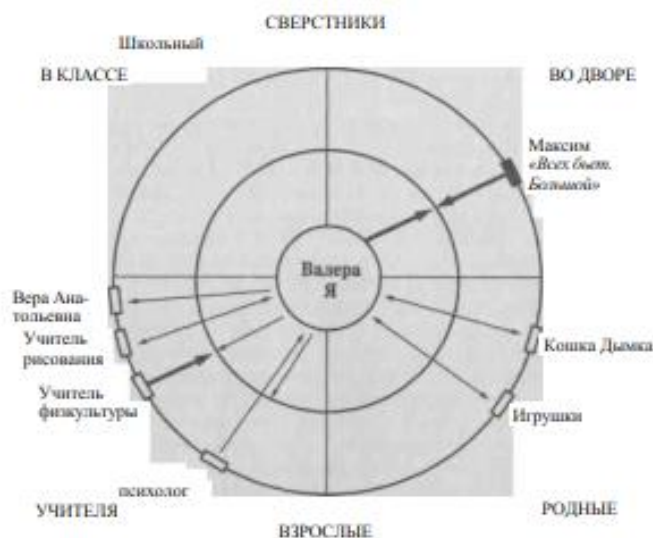 СВЕРСТНИКИ
Школьный
В КЛАССЕ
ВО ДВОРЕ
Максим
«Всех бьет.
Большой»
Валера
Я
Вера Ана-
тольевна
Учитель
рисования
Кошка Дымка
Учитель
физкультуры
Игрушки
психолог
УЧИТЕЛЯ
РОДНЫЕ
ВЗРОСЛЫЕ